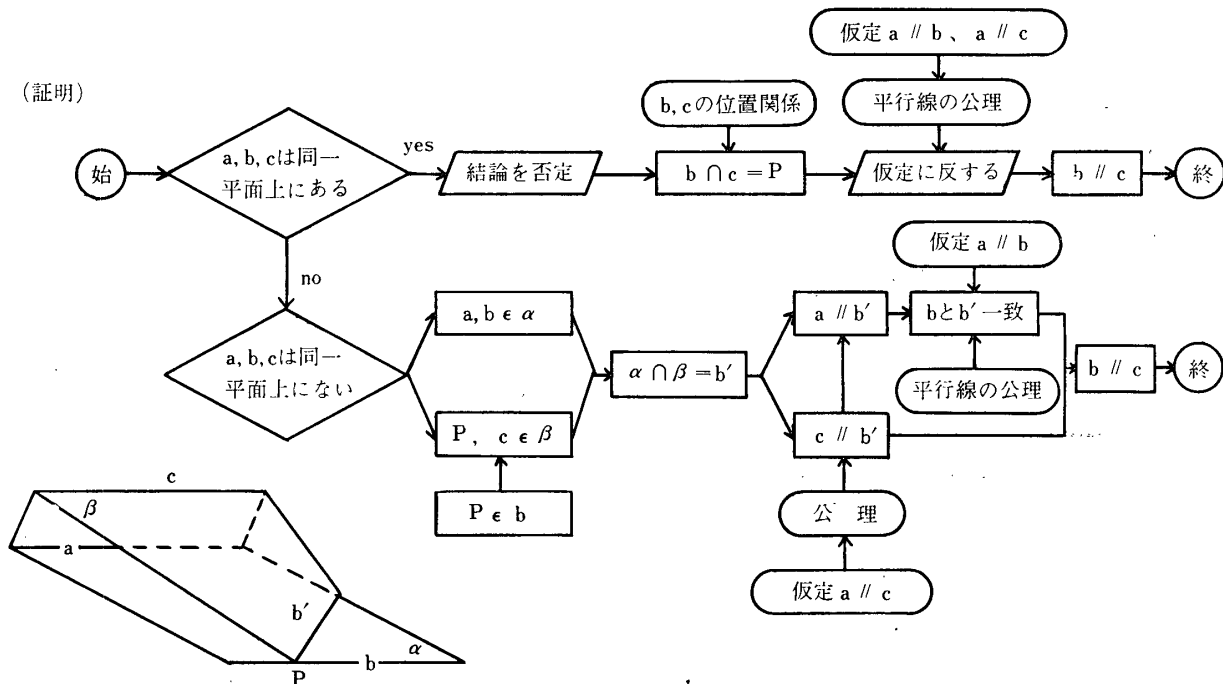 (証明)
始
a, b, cは同一
平面上にある
yes
結論を否定
b, cの位置関係
b ∩ c = P
仮定 a // b、a // c
平行線の公理
仮定に反する
b // c
終
no
a, b, cは同一
平面上にない
a, b ϵ α
P, c ϵ β
P ϵ b
α ∩ β = b′
a // b′
c // b′
公 理
仮定 a // c
仮定 a // b
bとb′一致
平行線の公理
b // c
終
c
β
a
b′
α
b
P